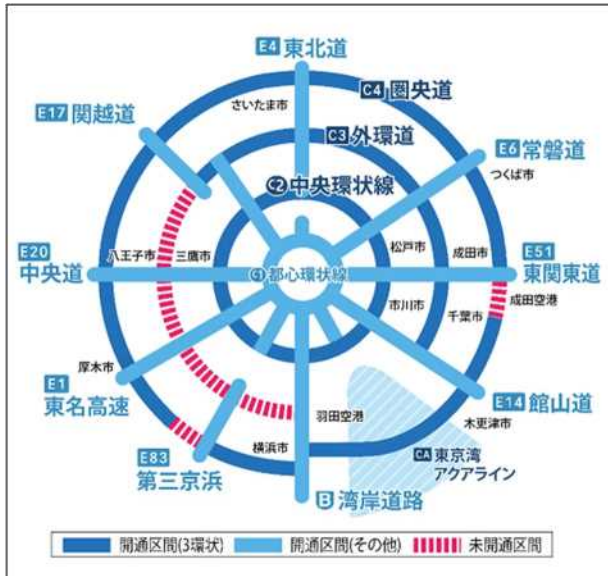 E4 東北道
さいたま市
C4 圏央道
E17 関越道
C3 外環道
E6 常磐道
つくば市
C2 中央環状線
E20
中央道
八王子市
三鷹市
C1 都心環状線
松戸市
成田市
E51
東関東道
市川市
千葉市
成田空港
厚木市
E1
東名高速
E83
第三京浜
横浜市
羽田空港
E14 館山道
木更津市
CA 東京湾
アクアライン
B 湾岸道路
開通区間(3環状)
開通区間(その他)
未開通区間